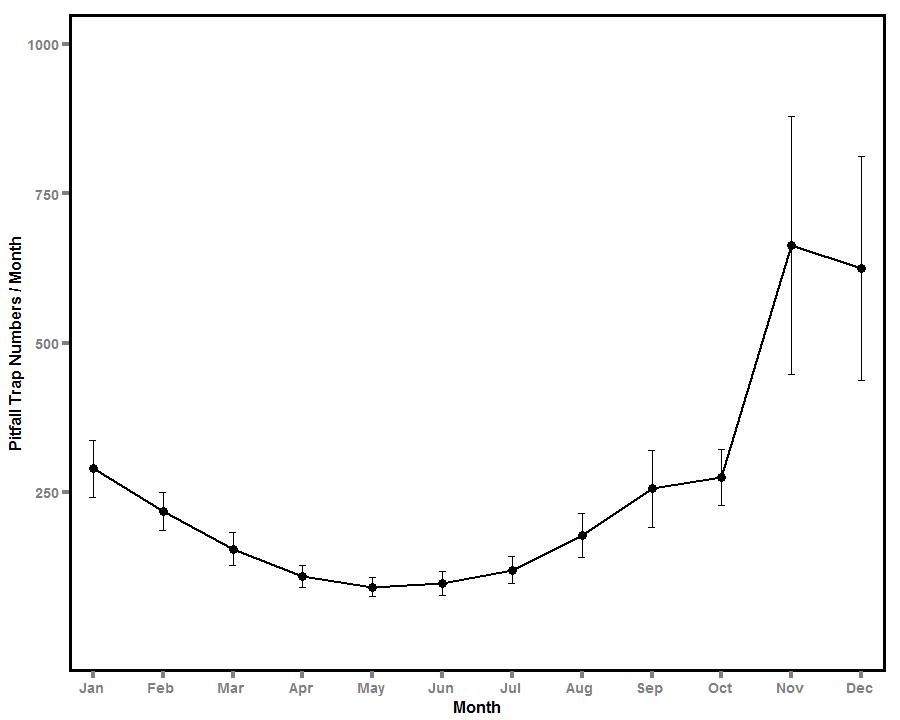 1000
750
500
250
Pitfall Trap Numbers / Month
Jan Feb Mar Apr May Jun Jul Aug Sep Oct Nov Dec
Month